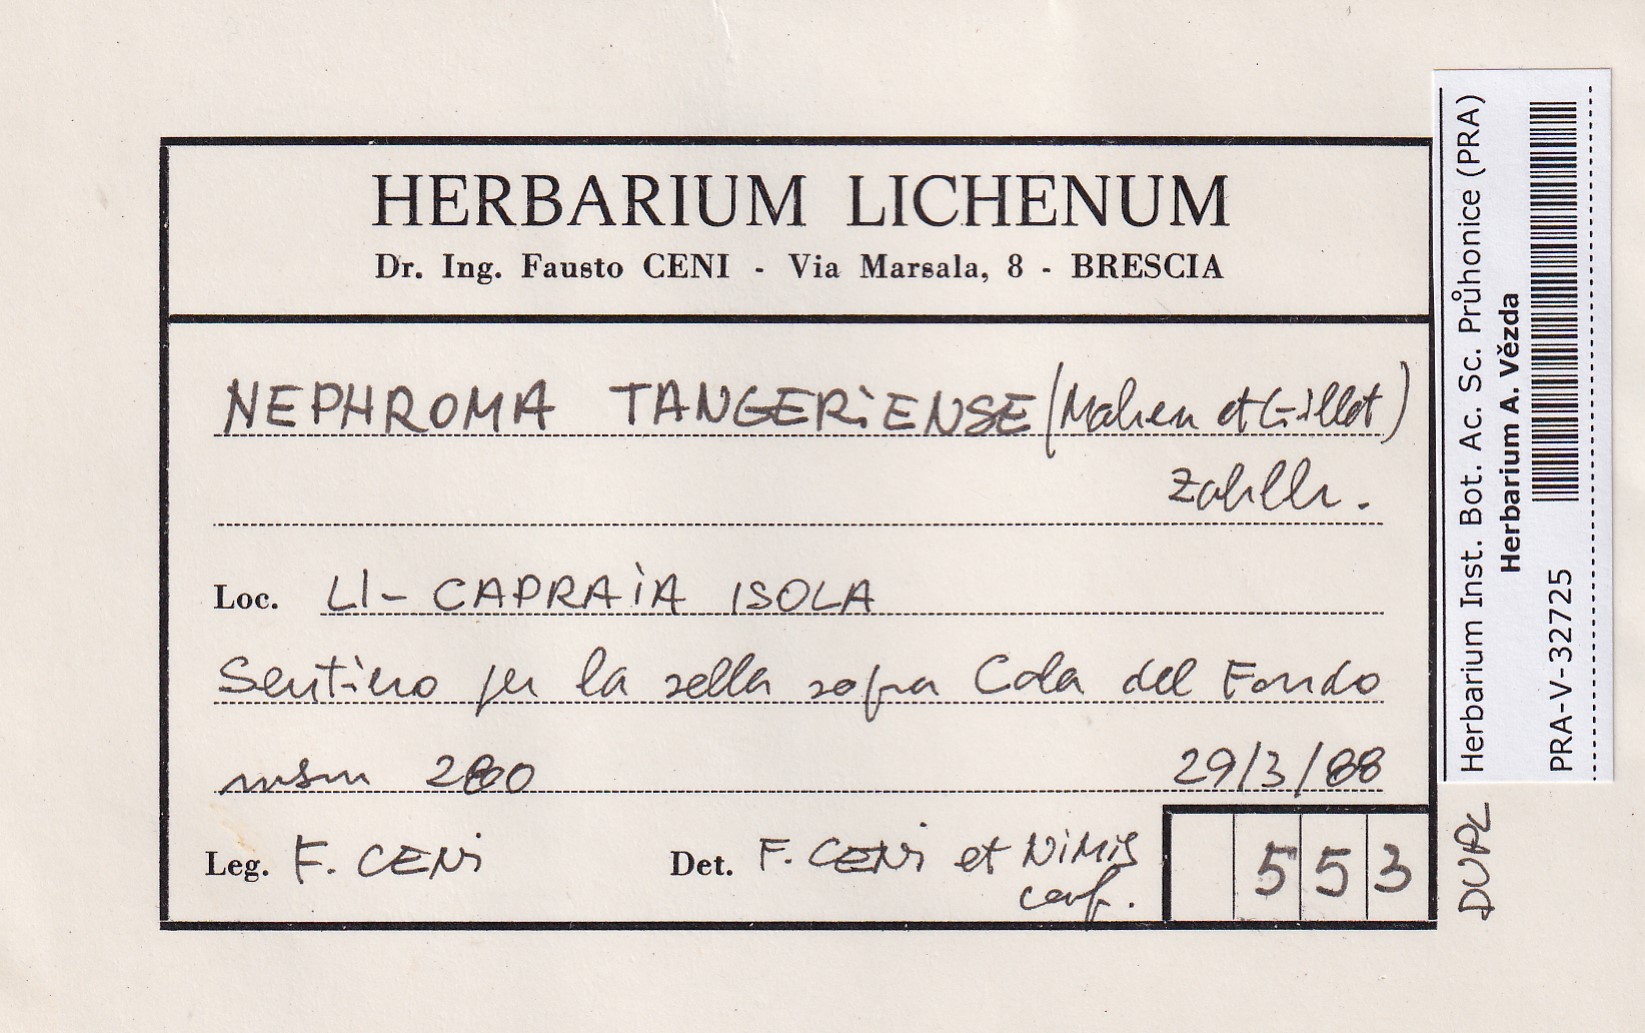 HERBARIUM LICHENUM
Dr. Ing. Fausto CENI - Via Marsala, 8 - BRESCIA
NEPHROMA TANGERiENSE (Maheu et Gillot)
Zahlbr.
Loc. LI - CAPRAiA ISOLA
Sentiero per la sella sopra Cala del Fondo
msm 280 29/3/88
Leg. F. CENi Det. F. CENi et NiMiS
conf.
553
DUPL
Herbarium Inst. Bot. Ac. Sc. Průhonice (PRA)
Herbarium A. Vězda
PRA-V-32725